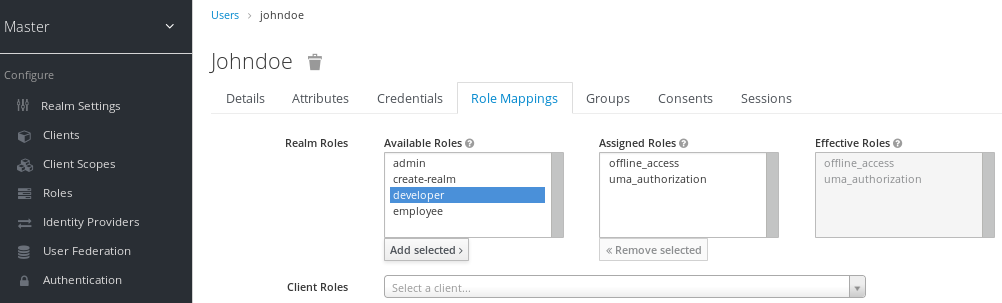 Master
Configure
Realm Settings
Clients
Client Scopes
Roles
Identity Providers
User Federation
Authentication
Users > johndoe
Johndoe
Details Attributes Credentials Role Mappings Groups Consents Sessions
Realm Roles
Available Roles
admin
create-realm
developer
employee
Add selected >
Assigned Roles
offline_access
uma_authorization
« Remove selected
Effective Roles
offline_access
uma_authorization
Client Roles
Select a client...